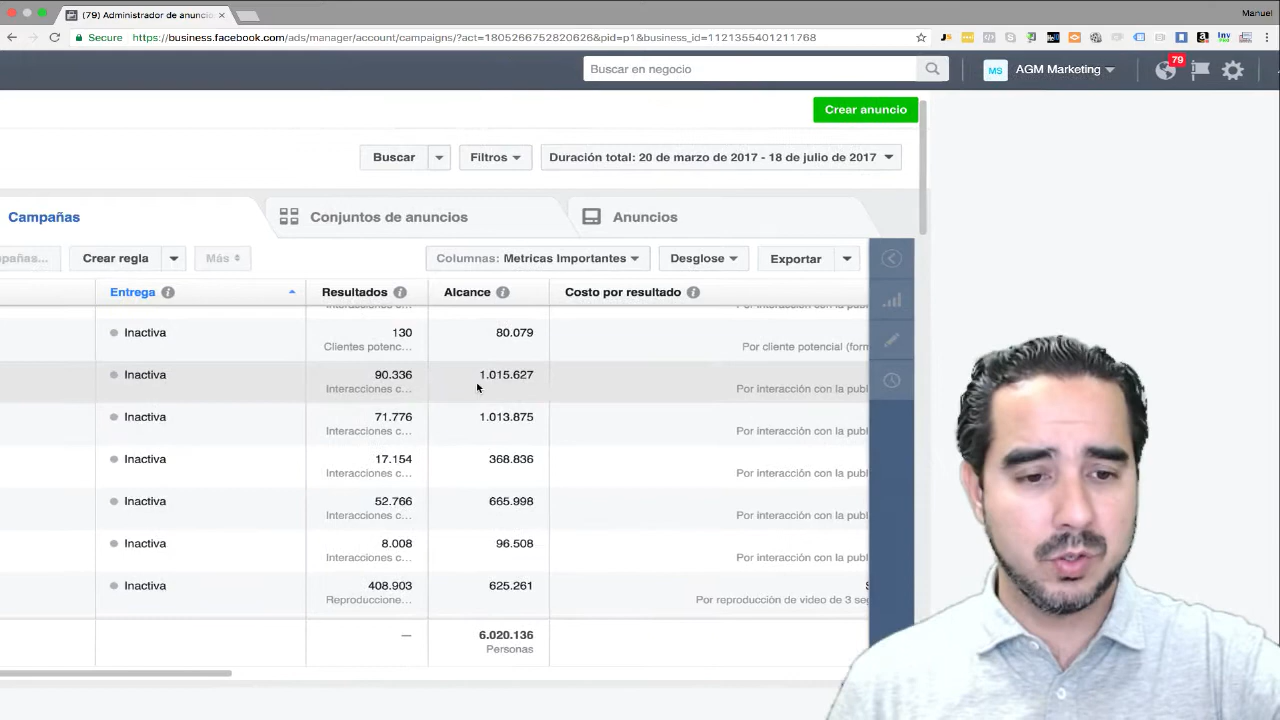 (79) Administrador de anuncio
Manuel
Secure https://business.facebook.com/ads/manager/account/campaigns/?act=1805266752820626&pid=p1&business_id=1121355401211768
Buscar en negocio
MS AGM Marketing
79
Crear anuncio
Buscar
Filtros
Duración total: 20 de marzo de 2017 - 18 de julio de 2017
Campañas
Conjuntos de anuncios
Anuncios
pañas...
Crear regla
Más
Columnas: Metricas Importantes
Desglose
Exportar
Entrega
Resultados
Alcance
Costo por resultado
Inactiva 130 80.079
Clientes potenc... Por cliente potencial (form
Inactiva 90.336 1.015.627
Interacciones c... Por interacción con la publ
Inactiva 71.776 1.013.875
Interacciones c... Por interacción con la publ
Inactiva 17.154 368.836
Interacciones c... Por interacción con la publ
Inactiva 52.766 665.998
Interacciones c... Por interacción con la publ
Inactiva 8.008 96.508
Interacciones c... Por interacción con la publ
Inactiva 408.903 625.261
Reproduccione... Por reproducción de video de 3 seg
— 6.020.136
Personas